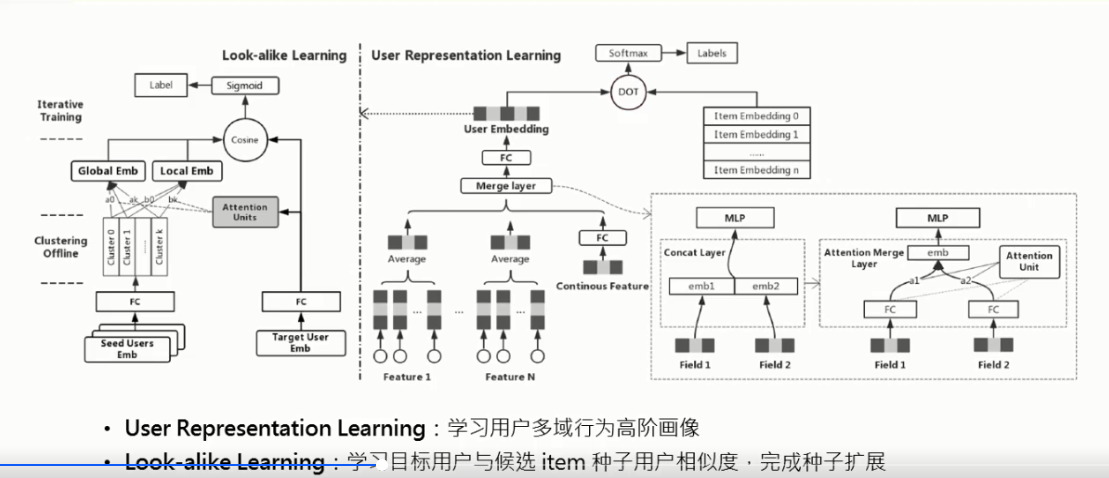 Look-alike Learning
User Representation Learning
Label
Sigmoid
Iterative
Training
Cosine
Global Emb
Local Emb
a0
ak
b0
bk
Attention
Units
Clustering
Offline
Cluster 0
Cluster 1
......
Cluster k
FC
FC
Seed Users
Emb
Target User
Emb
Softmax
Labels
DOT
User Embedding
Item Embedding 0
Item Embedding 1
......
Item Embedding n
FC
Merge layer
Average
Average
FC
Continous Feature
...
...
...
Feature 1
Feature N
MLP
Concat Layer
emb1
emb2
Field 1
Field 2
MLP
Attention Merge
Layer
emb
Attention
Unit
a1
a2
FC
FC
Field 1
Field 2
• User Representation Learning：学习用户多域行为高阶画像
• Look-alike Learning：学习目标用户与候选 item 种子用户相似度，完成种子扩展